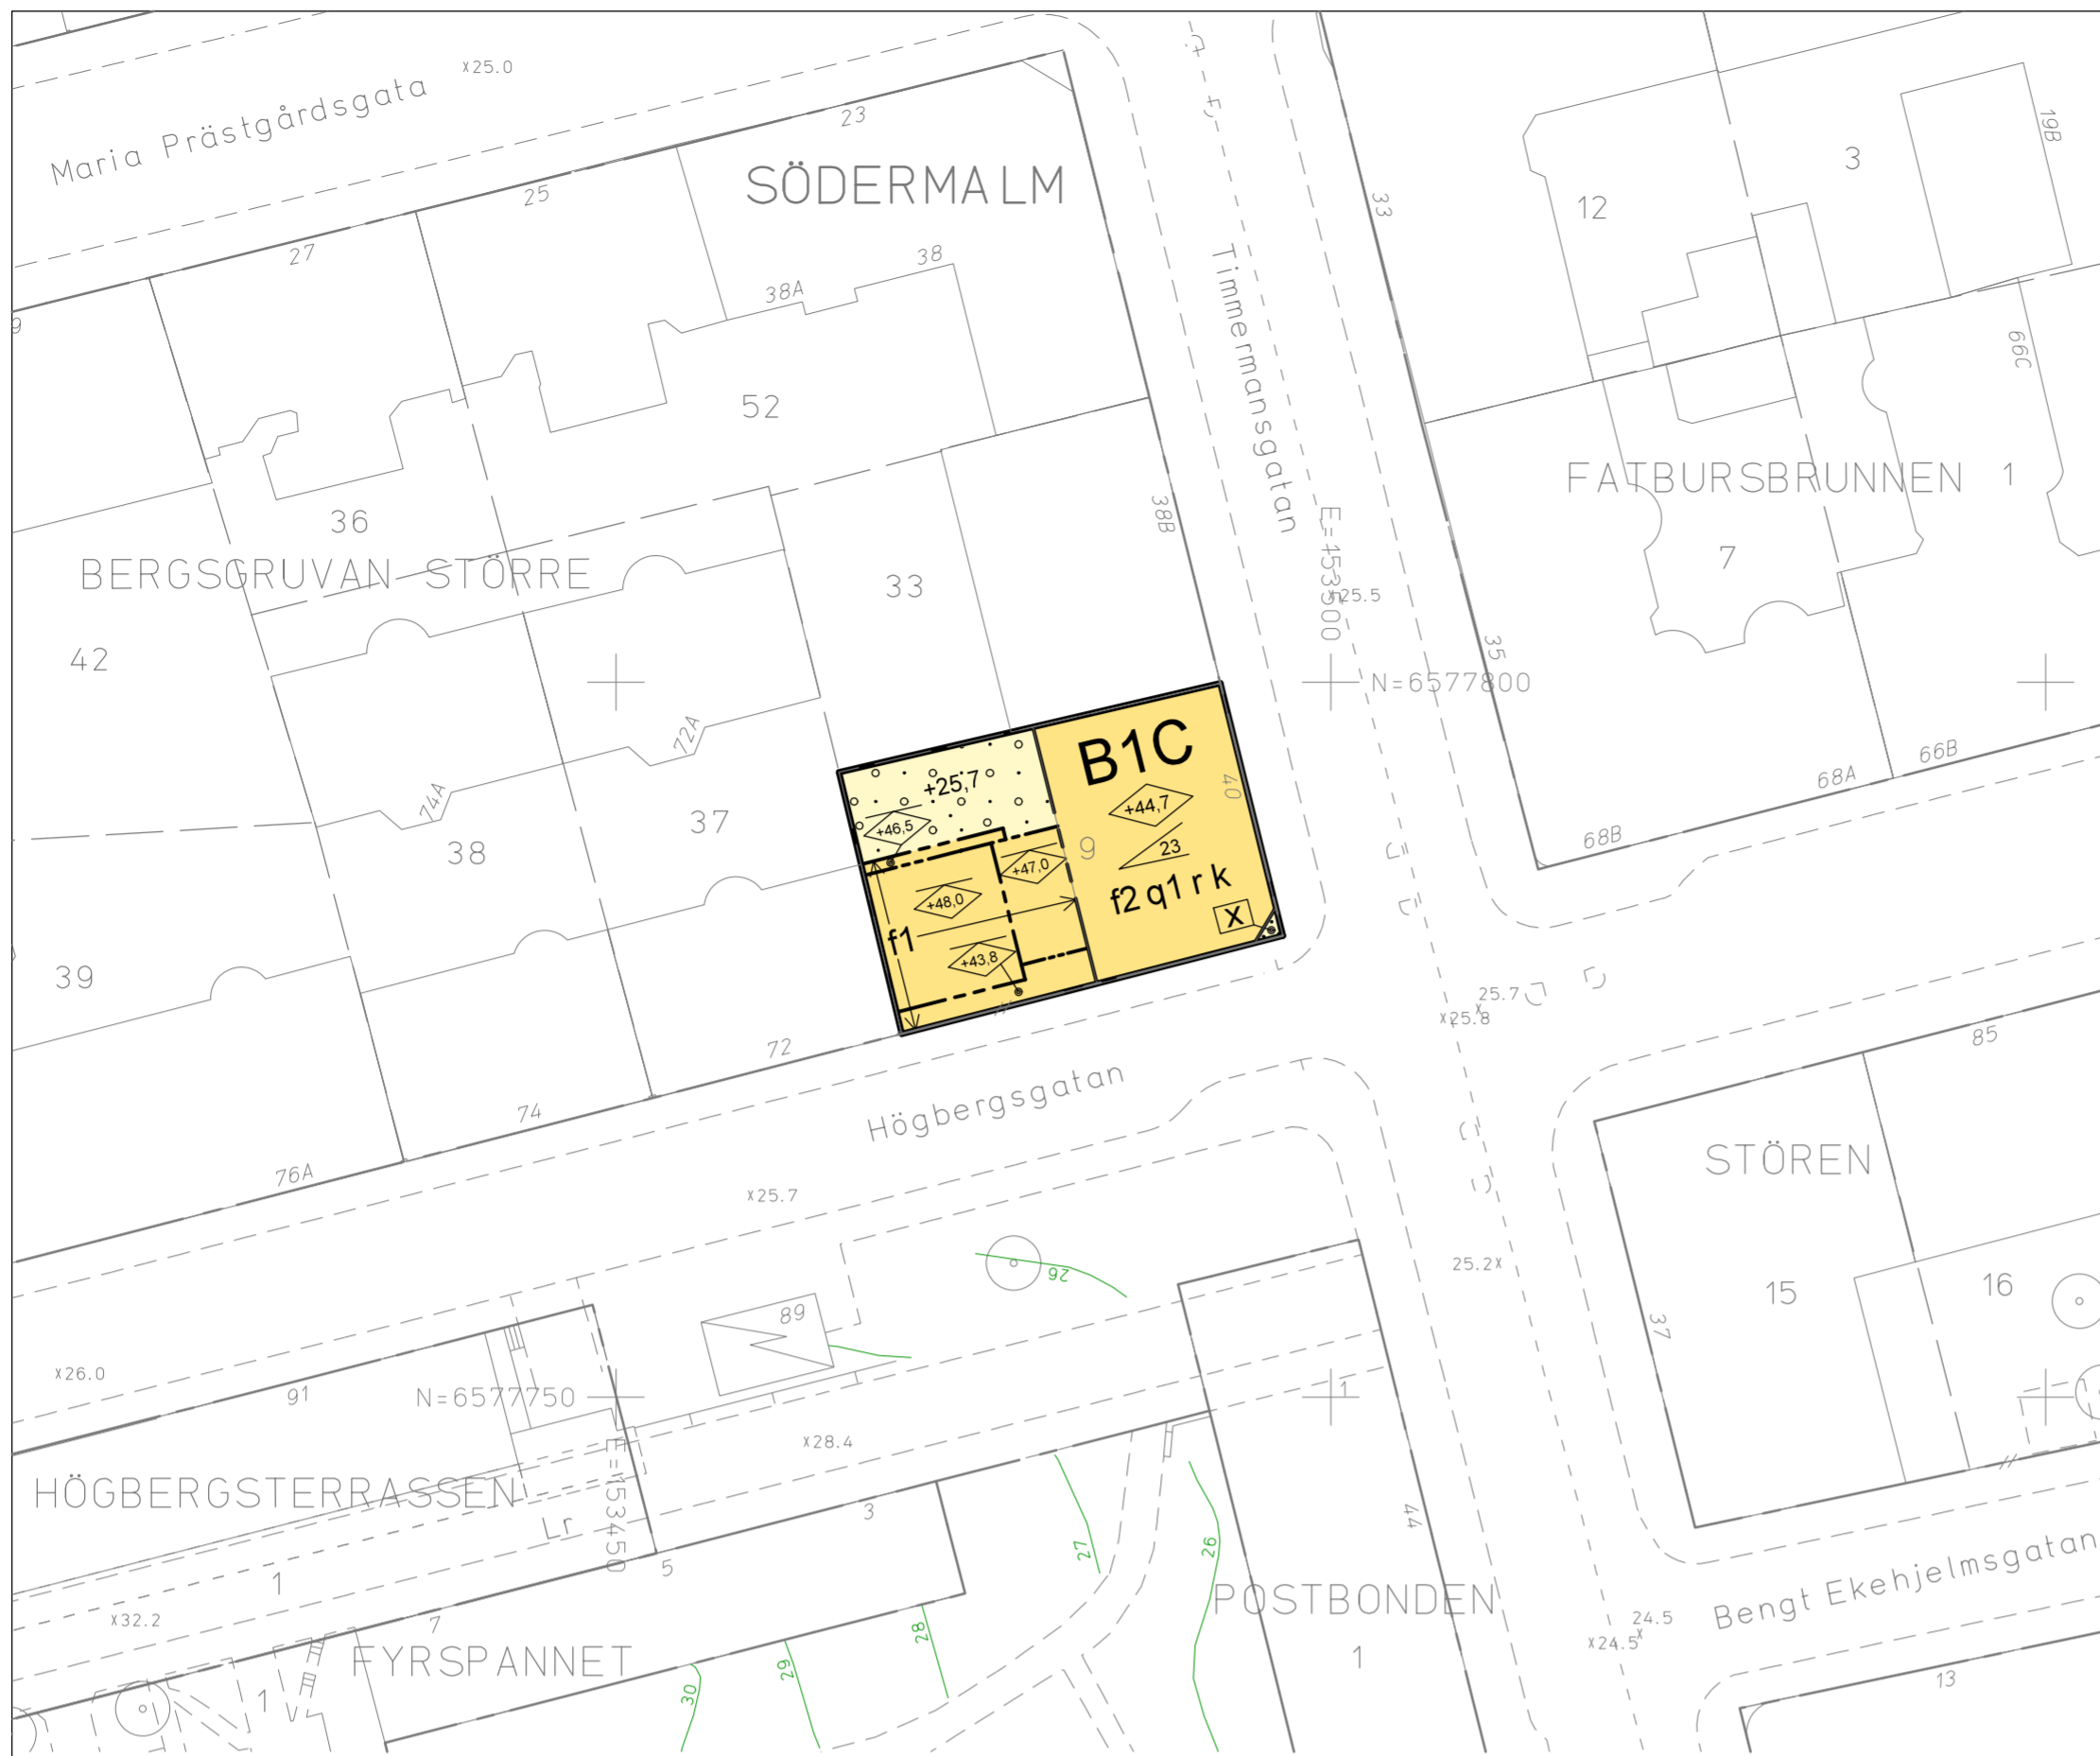 x25.0
Maria Prästgårdsgata
23
25
27
SÖDERMALM
38
38A
33
12
3
19B
9
66C
Timmermansgatan
52
36
FATBURSBRUNNEN 1
38B
BERGSGRUVAN STÖRRE
33
7
E=153500
x25.5
42
35
N=6577800
72A
74A
37
38
B1C
+25,7
+44,7
40
66B
68A
68B
+46,5
23
9
+47,0
+48,0
f2 q1 r k
X
f1
+43,8
39
25.7
x
x25.8
85
72
Högbergsgatan
74
76A
STÖREN
x25.7
25.2x
15
16
26
89
37
x26.0
91
N=6577750
1
x28.4
HÖGBERGSTERRASSEN
E=153450
Lr
3
44
27
26
5
1
x32.2
7
POSTBONDEN
1
Bengt Ekehjelmsgatan
24.5
x
x24.5
FYRSPANNET
1
28
29
30
13